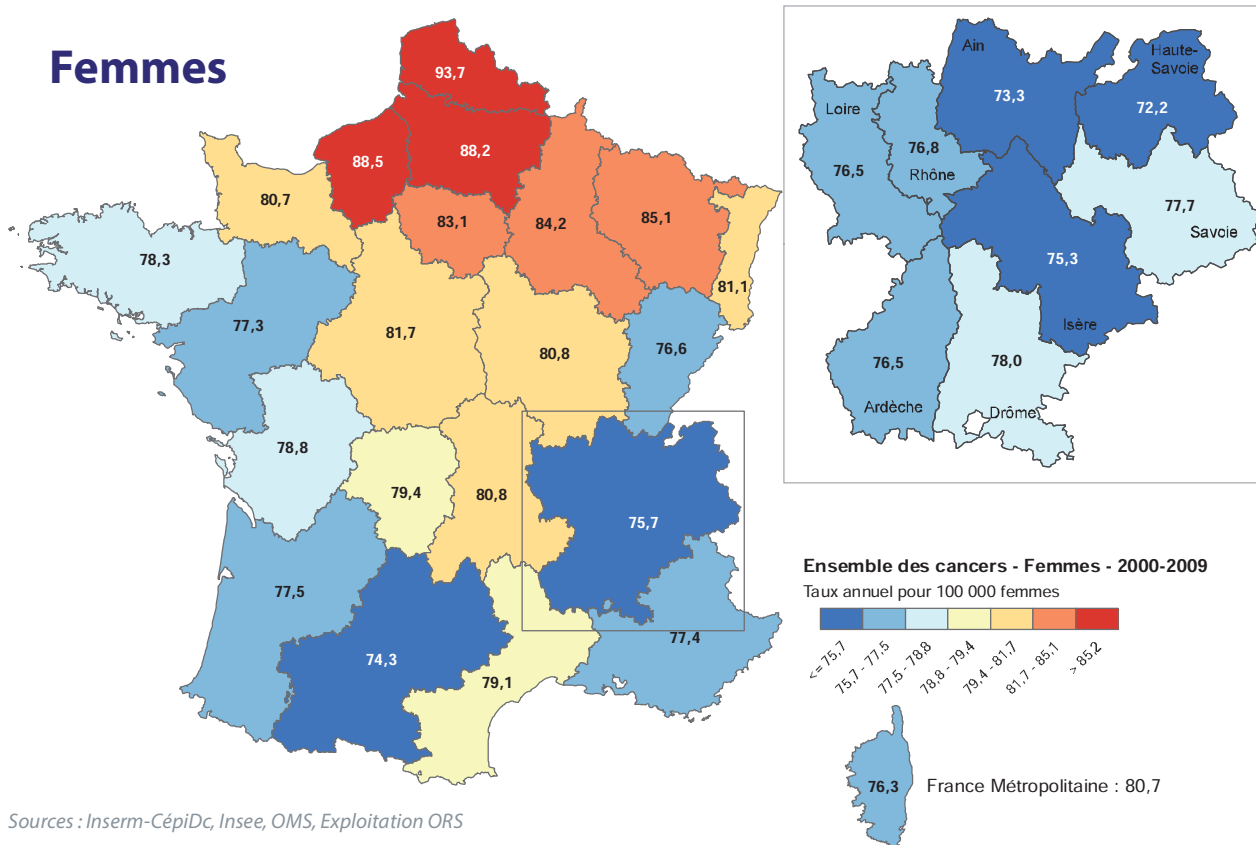 Femmes
93,7
88,5
88,2
80,7
83,1
84,2
85,1
81,1
78,3
77,3
81,7
80,8
76,6
78,8
79,4
80,8
75,7
77,5
74,3
79,1
77,4
Ain
73,3
Haute-
Savoie
72,2
Loire
76,5
76,8
Rhône
77,7
Savoie
75,3
Isère
76,5
Ardèche
78,0
Drôme
Ensemble des cancers - Femmes - 2000-2009
Taux annuel pour 100 000 femmes
<= 75,7
75,7 - 77,5
77,5 - 78,8
78,8 - 79,4
79,4 - 81,7
81,7 - 85,1
> 85,2
76,3
France Métropolitaine : 80,7
Sources : Inserm-CépiDc, Insee, OMS, Exploitation ORS